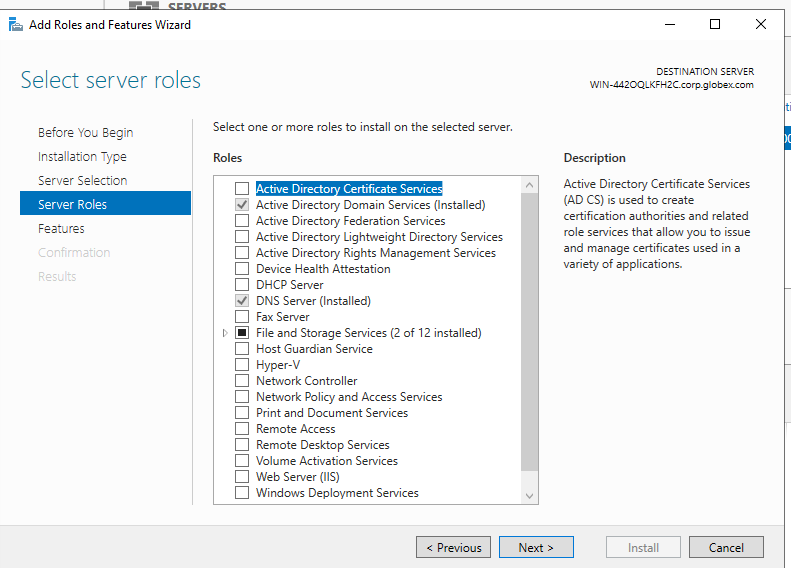 SERVERS
Add Roles and Features Wizard
Select server roles
DESTINATION SERVER
WIN-442OQLKFH2C.corp.globex.com
Before You Begin
Installation Type
Server Selection
Server Roles
Features
Confirmation
Results
Select one or more roles to install on the selected server.
Roles
Active Directory Certificate Services
Active Directory Domain Services (Installed)
Active Directory Federation Services
Active Directory Lightweight Directory Services
Active Directory Rights Management Services
Device Health Attestation
DHCP Server
DNS Server (Installed)
Fax Server
File and Storage Services (2 of 12 installed)
Host Guardian Service
Hyper-V
Network Controller
Network Policy and Access Services
Print and Document Services
Remote Access
Remote Desktop Services
Volume Activation Services
Web Server (IIS)
Windows Deployment Services
Description
Active Directory Certificate Services
(AD CS) is used to create
certification authorities and related
role services that allow you to issue
and manage certificates used in a
variety of applications.
< Previous
Next >
Install
Cancel